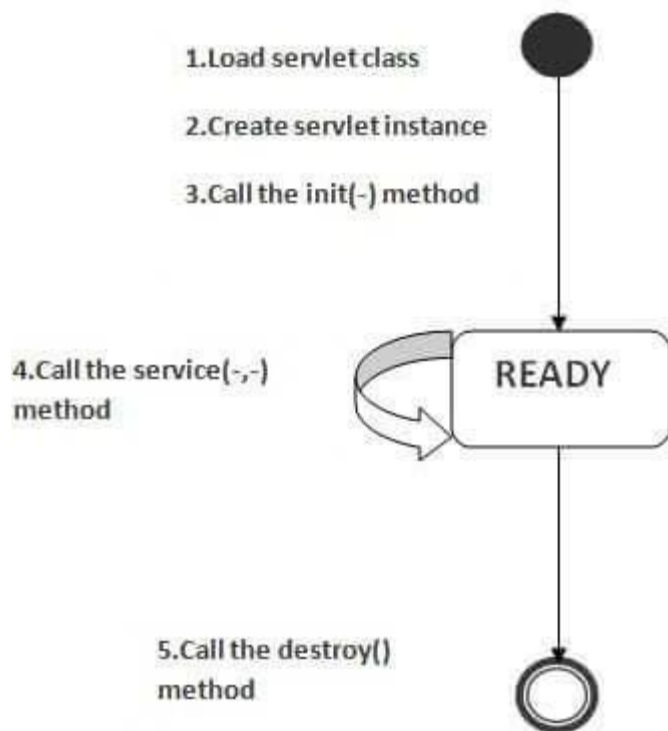 1.Load servlet class
2.Create servlet instance
3.Call the init(-) method
4.Call the service(-,-)
method
READY
5.Call the destroy()
method